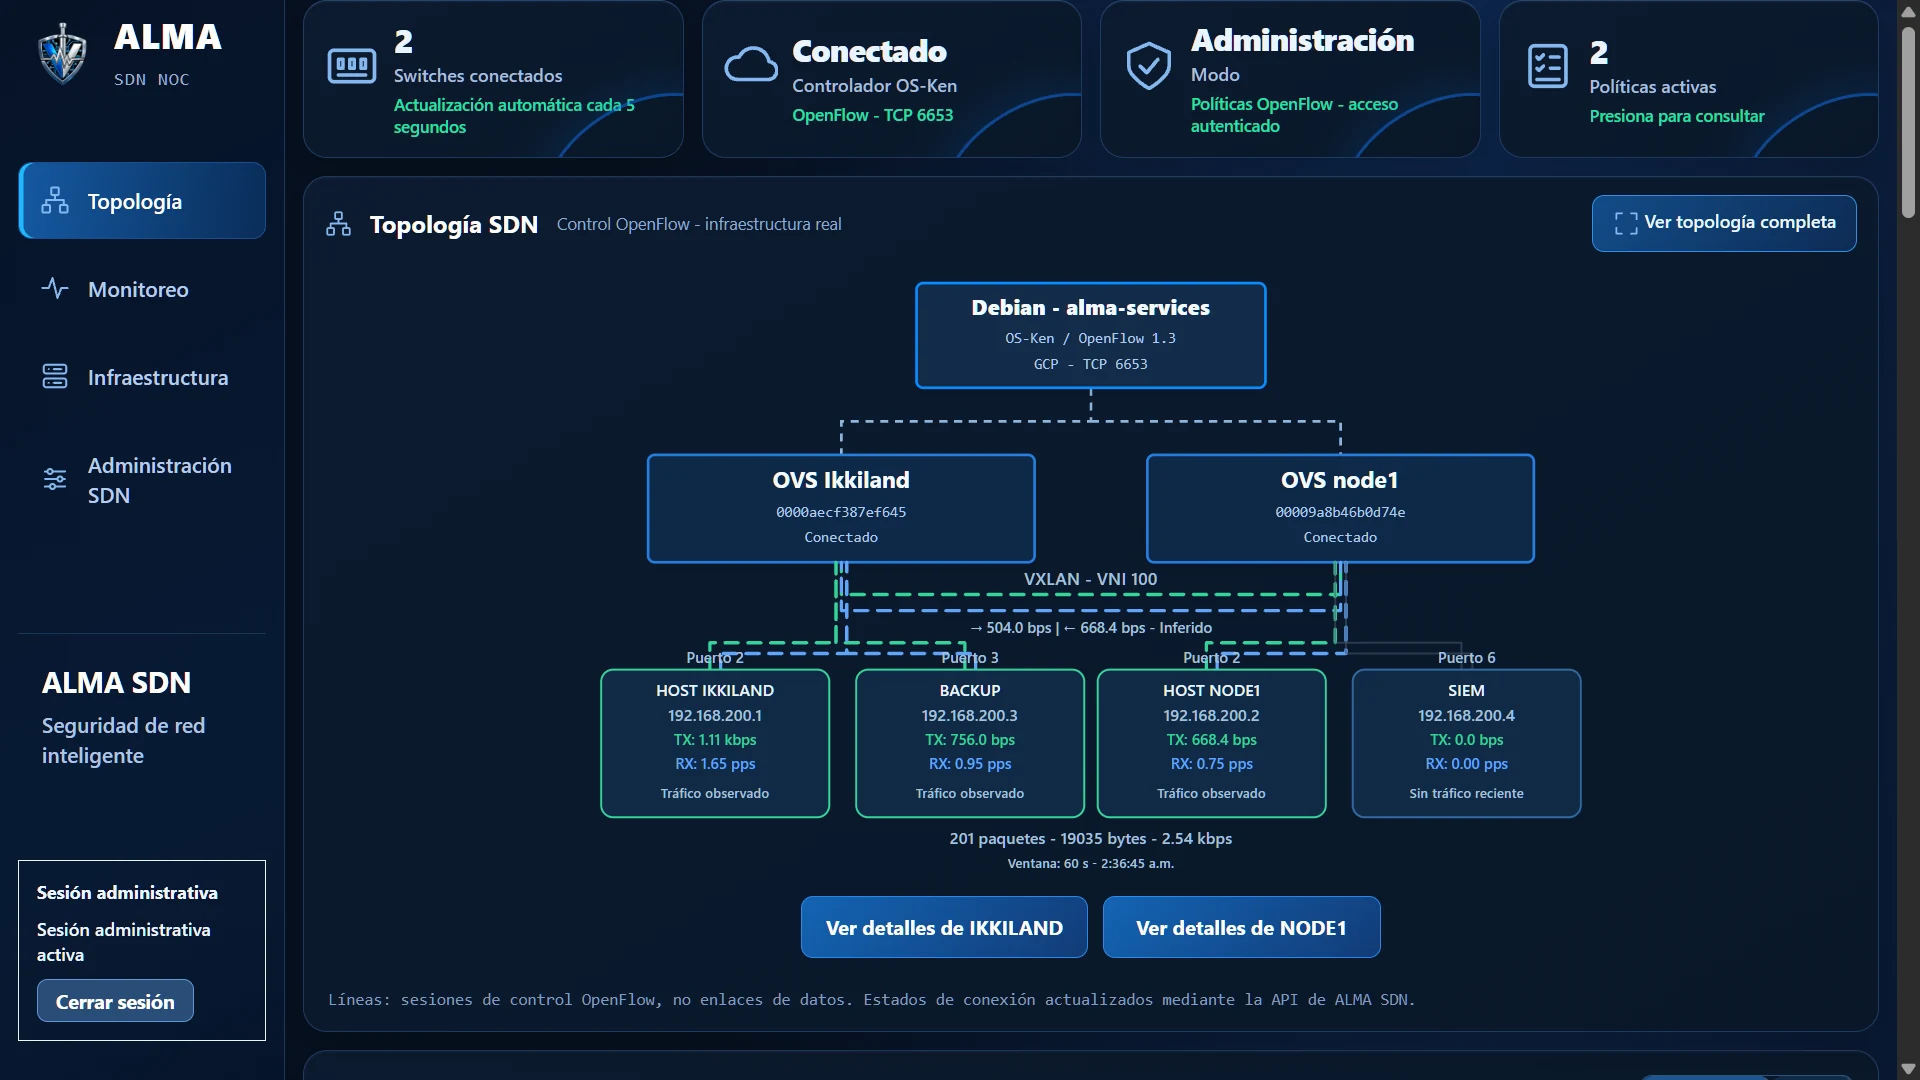 ALMA
SDN NOC
Topología
Monitoreo
Infraestructura
Administración
SDN
ALMA SDN
Seguridad de red
inteligente
Sesión administrativa
Sesión administrativa
activa
Cerrar sesión
2
Switches conectados
Actualización automática cada 5
segundos
Conectado
Controlador OS-Ken
OpenFlow - TCP 6653
Administración
Modo
Políticas OpenFlow - acceso
autenticado
2
Políticas activas
Presiona para consultar
Topología SDN
Control OpenFlow - infraestructura real
Ver topología completa
Debian - alma-services
OS-Ken / OpenFlow 1.3
GCP - TCP 6653
OVS Ikkiland
0000aecf387ef645
Conectado
OVS node1
00009a8b46b0d74e
Conectado
VXLAN - VNI 100
→ 504.0 bps | ← 668.4 bps - Inferido
Puerto 2
HOST IKKILAND
192.168.200.1
TX: 1.11 kbps
RX: 1.65 pps
Tráfico observado
Puerto 3
BACKUP
192.168.200.3
TX: 756.0 bps
RX: 0.95 pps
Tráfico observado
Puerto 2
HOST NODE1
192.168.200.2
TX: 668.4 bps
RX: 0.75 pps
Tráfico observado
Puerto 6
SIEM
192.168.200.4
TX: 0.0 bps
RX: 0.00 pps
Sin tráfico reciente
201 paquetes - 19035 bytes - 2.54 kbps
Ventana: 60 s - 2:36:45 a.m.
Ver detalles de IKKILAND
Ver detalles de NODE1
Líneas: sesiones de control OpenFlow, no enlaces de datos. Estados de conexión actualizados mediante la API de ALMA SDN.